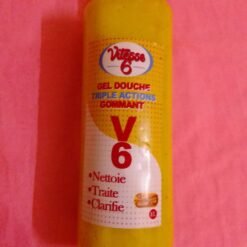 Vitesse
6
GEL DOUCHE
TRIPLE ACTIONS
GOMMANT
V
6
•Nettoie
•Traite
•Clarifie